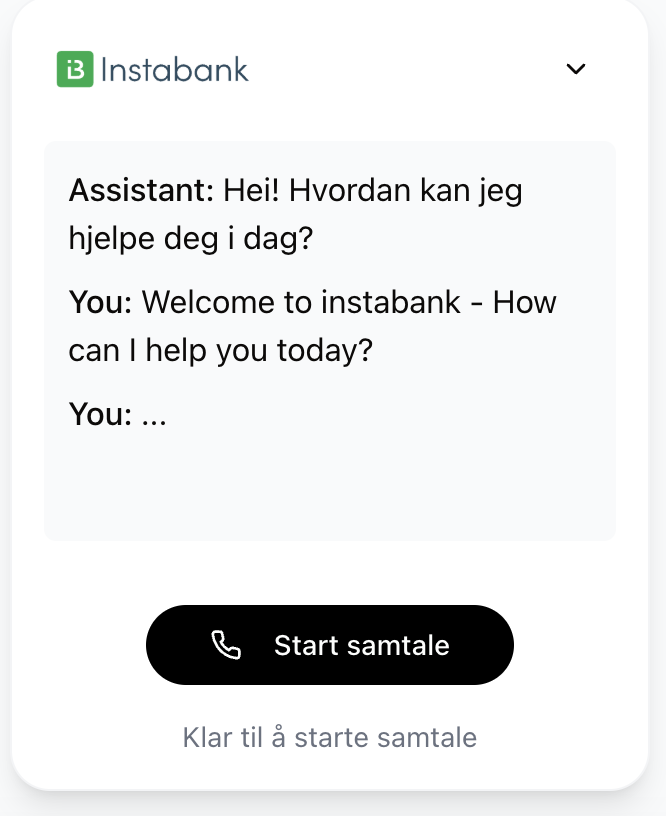 iB Instabank
Assistant: Hei! Hvordan kan jeg
hjelpe deg i dag?
You: Welcome to instabank - How
can I help you today?
You: ...
Start samtale
Klar til å starte samtale